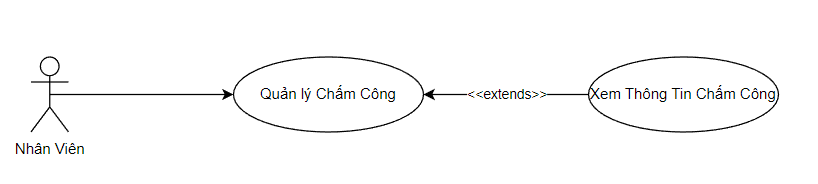 Quản lý Chấm Công
<<extends>>
Xem Thông Tin Chấm Công
Nhân Viên